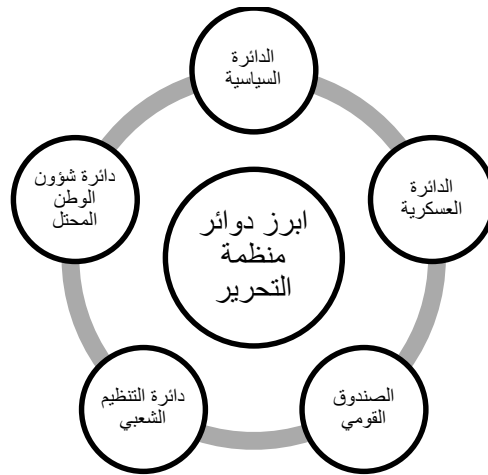 الدائرة
السياسية
الدائرة
العسكرية
الصندوق
القومي
دائرة التنظيم
الشعبي
دائرة شؤون
الوطن
المحتل
ابرز دوائر
منظمة
التحرير